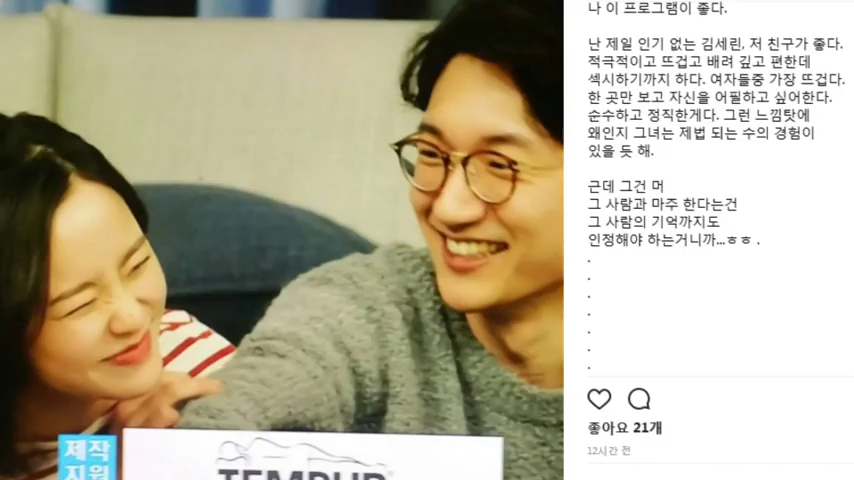 나 이 프로그램이 좋다.
난 제일 인기 없는 김세린, 저 친구가 좋다.
적극적이고 뜨겁고 배려 깊고 편한데
섹시하기까지 하다. 여자들중 가장 뜨겁다.
한 곳만 보고 자신을 어필하고 싶어한다.
순수하고 정직한게다. 그런 느낌탓에
왜인지 그녀는 제법 되는 수의 경험이
있을 듯 해.
근데 그건 머
그 사람과 마주 한다는건
그 사람의 기억까지도
인정해야 하는거니까...ㅎㅎ .
.
.
.
.
.
.
.
좋아요 21개
12시간 전
제작
지원
TEMPUR